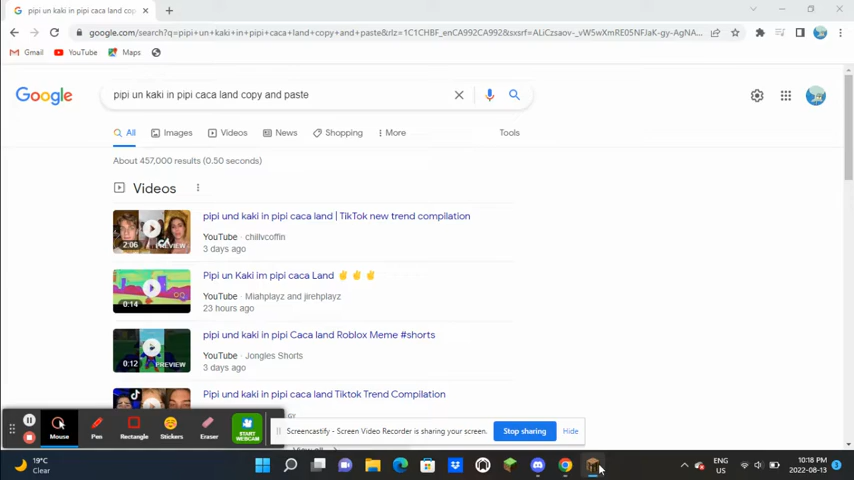 pipi un kaki in pipi caca land cop
google.com/search?q=pipi+un+kaki+in+pipi+caca+land+copy+and+paste&rlz=1C1CHBF_enCA992CA992&sxsrf=ALiCzsaov-_vW5wXmRE05NFJaK-gy-AgNA...
Gmail YouTube Maps
Google pipi un kaki in pipi caca land copy and paste
All Images Videos News Shopping More Tools
About 457,000 results (0.50 seconds)
Videos
pipi und kaki in pipi caca land | TikTok new trend compilation
2:06 PREVIEW
YouTube · chillvcoffin
3 days ago
Pipi un Kaki im pipi caca Land ✌️✌️✌️
0:14
YouTube · Miahplayz and jirehplayz
23 hours ago
pipi und kaki in pipi Caca land Roblox Meme #shorts
0:12 PREVIEW
YouTube · Jongles Shorts
3 days ago
pipi und kaki in pipi caca land Tiktok Trend Compilation
GY
Mouse Pen Rectangle Stickers Eraser START WEBCAM
Screencastify - Screen Video Recorder is sharing your screen. Stop sharing Hide
19°C
Clear
ENG
US
10:18 PM
2022-08-13
3